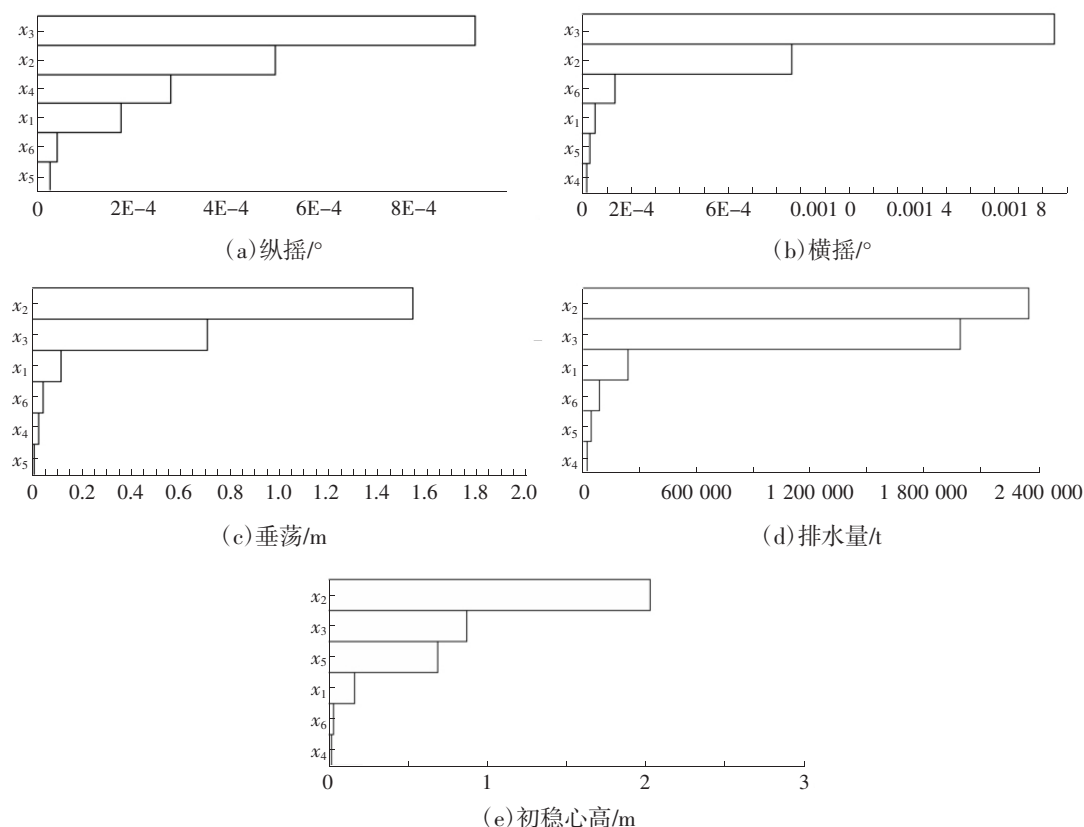 x₃
x₂
x₄
x₁
x₆
x₅
0 2E-4 4E-4 6E-4 8E-4
(a)纵摇/°
x₃
x₂
x₆
x₁
x₅
x₄
0 2E-4 6E-4 0.001 0 0.001 4 0.001 8
(b)横摇/°
x₂
x₃
x₁
x₆
x₄
x₅
0 0.2 0.4 0.6 0.8 1.0 1.2 1.4 1.6 1.8 2.0
(c)垂荡/m
x₂
x₃
x₁
x₆
x₅
x₄
0 600 000 1 200 000 1 800 000 2 400 000
(d)排水量/t
x₂
x₃
x₅
x₁
x₆
x₄
0 1 2 3
(e)初稳心高/m